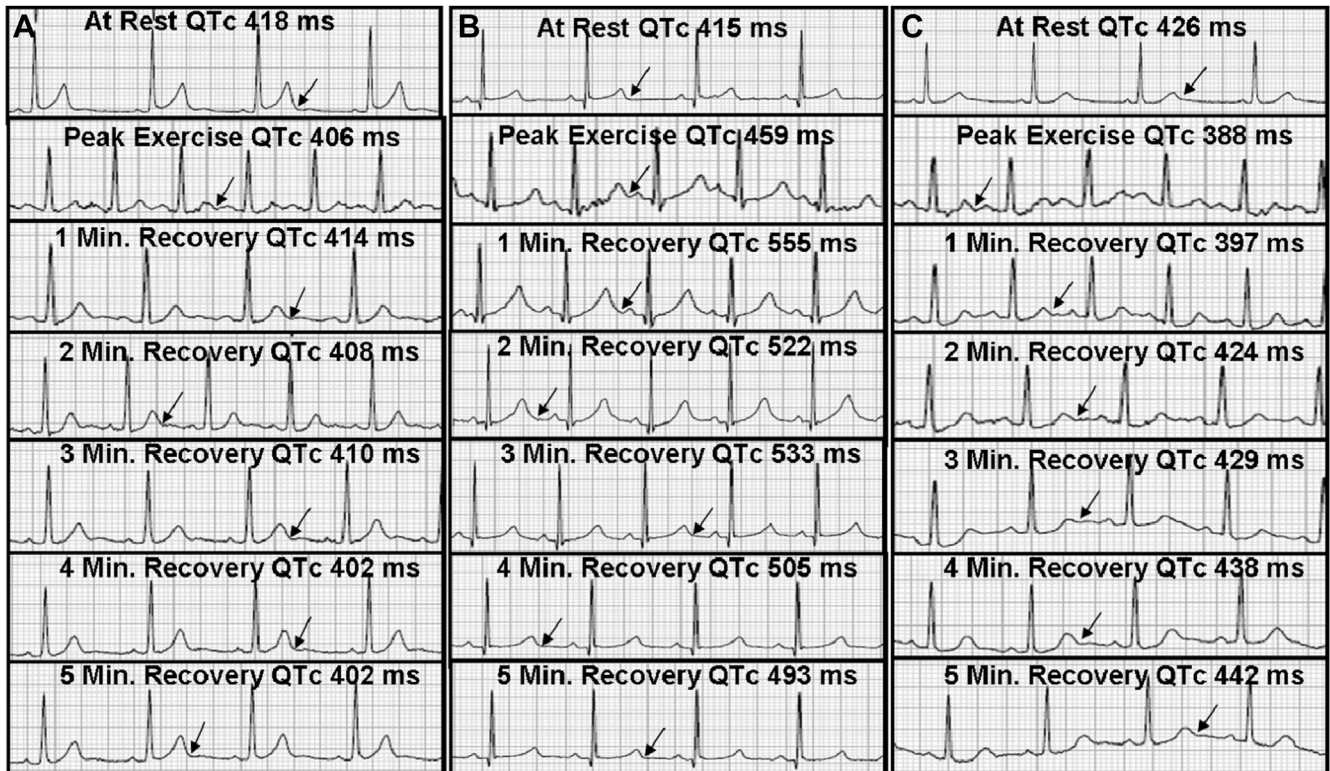 A
At Rest QTc 418 ms
Peak Exercise QTc 406 ms
1 Min. Recovery QTc 414 ms
2 Min. Recovery QTc 408 ms
3 Min. Recovery QTc 410 ms
4 Min. Recovery QTc 402 ms
5 Min. Recovery QTc 402 ms
B
At Rest QTc 415 ms
Peak Exercise QTc 459 ms
1 Min. Recovery QTc 555 ms
2 Min. Recovery QTc 522 ms
3 Min. Recovery QTc 533 ms
4 Min. Recovery QTc 505 ms
5 Min. Recovery QTc 493 ms
C
At Rest QTc 426 ms
Peak Exercise QTc 388 ms
1 Min. Recovery QTc 397 ms
2 Min. Recovery QTc 424 ms
3 Min. Recovery QTc 429 ms
4 Min. Recovery QTc 438 ms
5 Min. Recovery QTc 442 ms